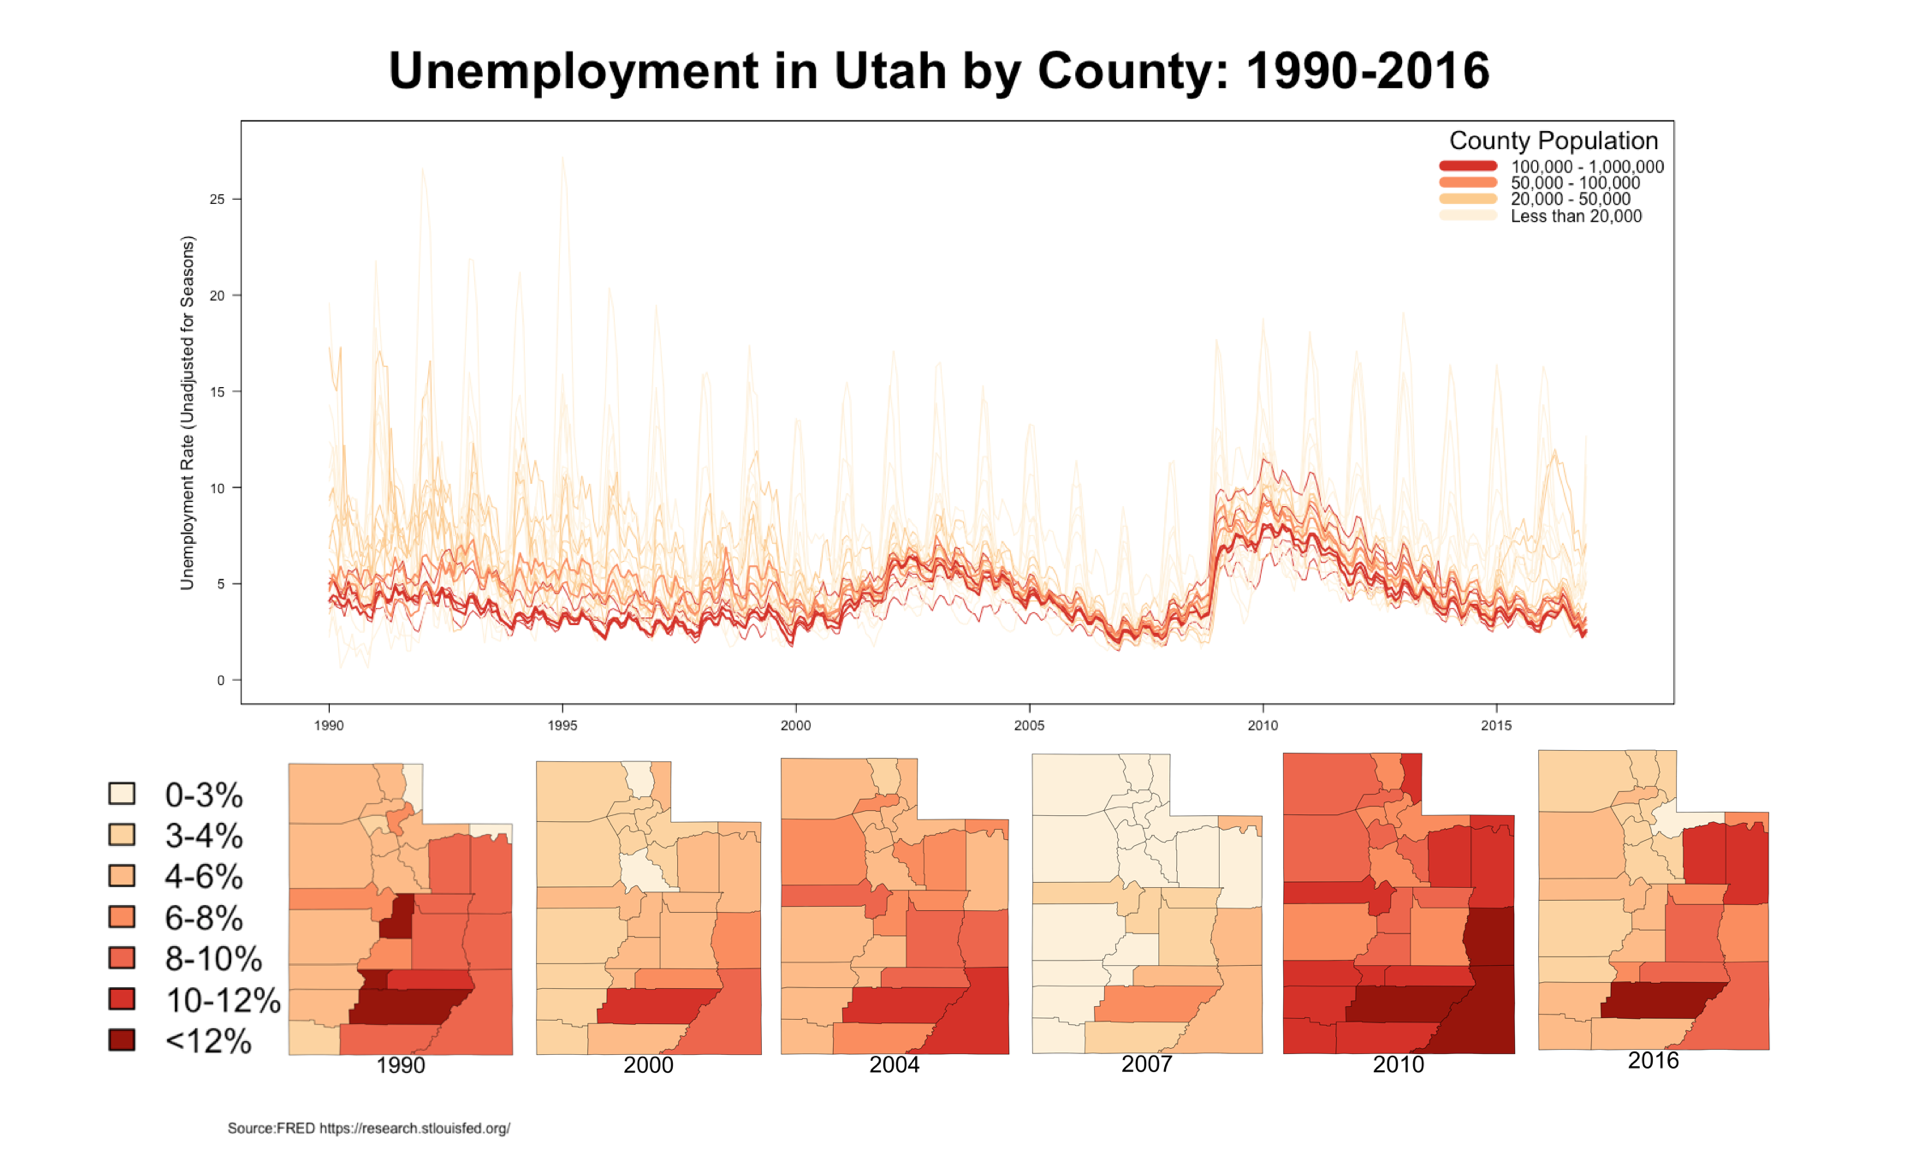 Unemployment in Utah by County: 1990-2016
County Population
100,000 - 1,000,000
50,000 - 100,000
20,000 - 50,000
Less than 20,000
Unemployment Rate (Unadjusted for Seasons)
25
20
15
10
5
0
1990 1995 2000 2005 2010 2015
0-3%
3-4%
4-6%
6-8%
8-10%
10-12%
<12%
1990 2000 2004 2007 2010 2016
Source:FRED https://research.stlouisfed.org/